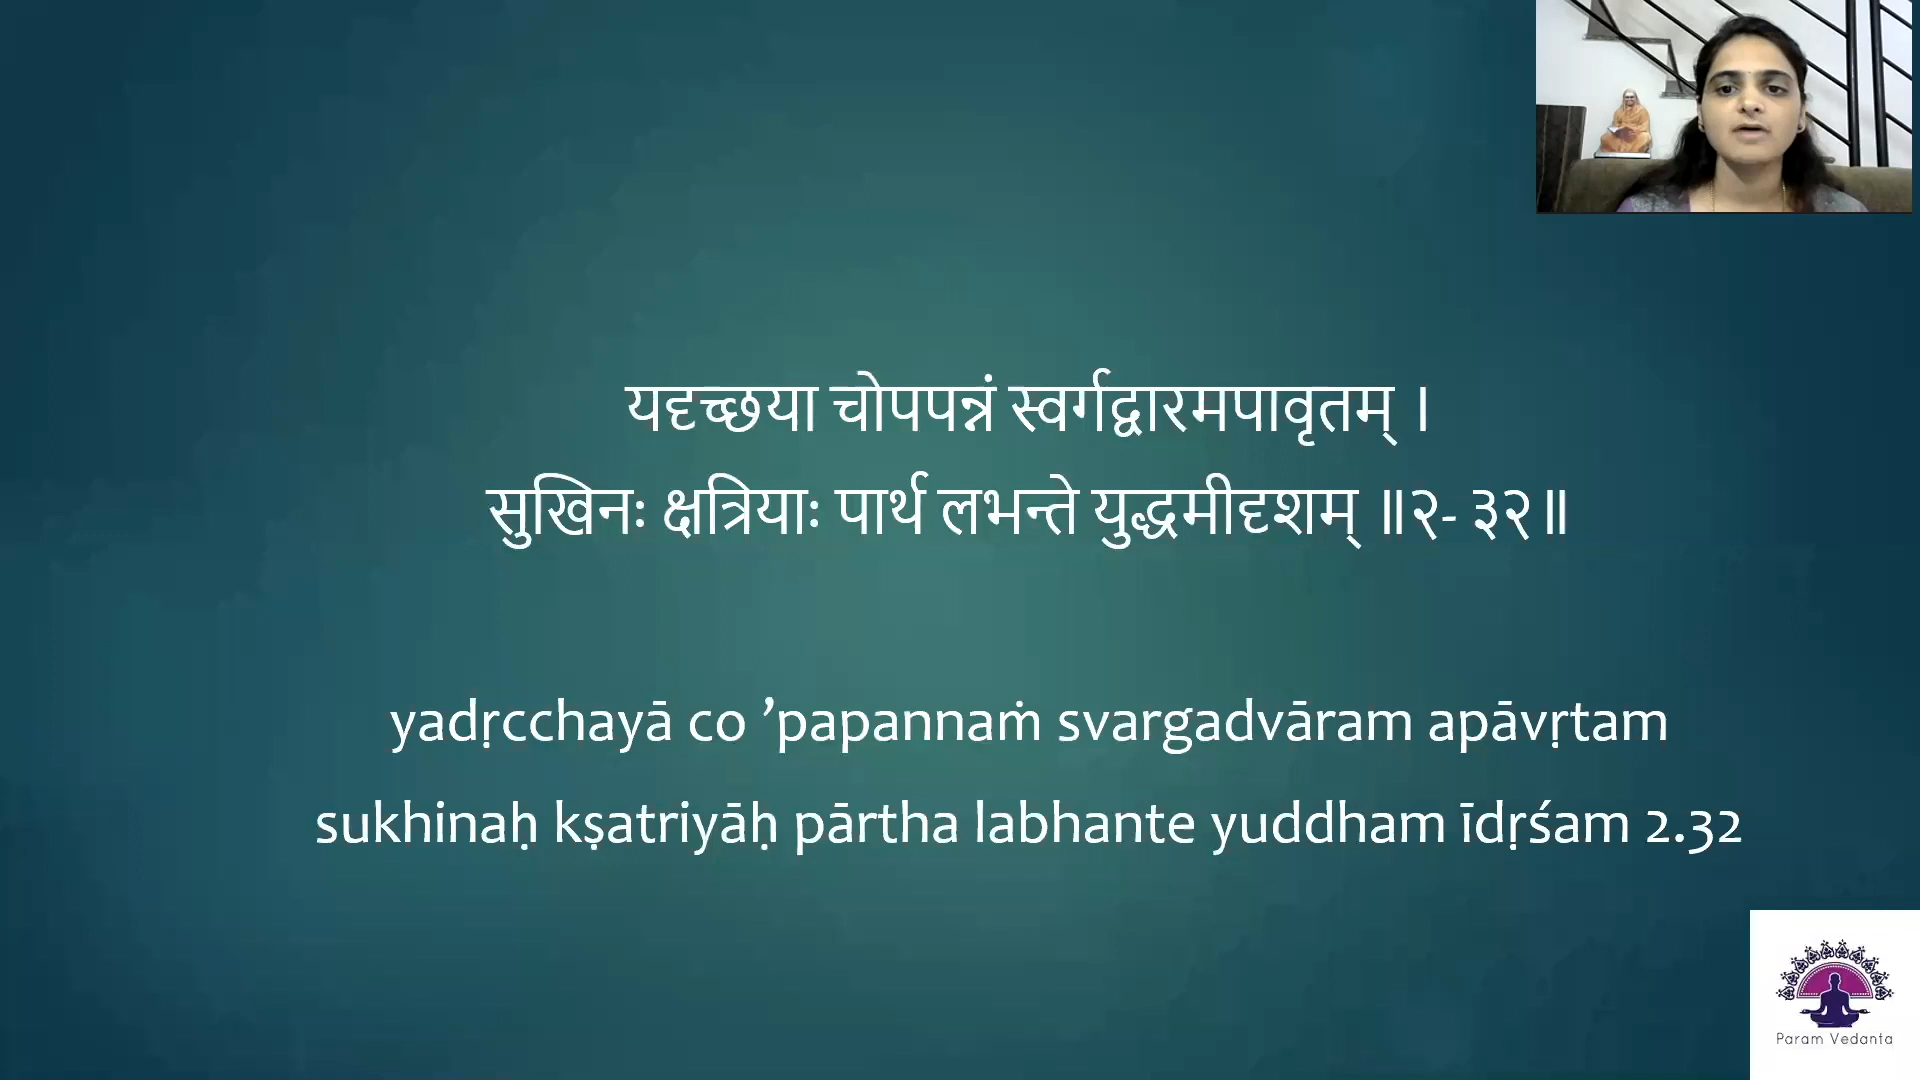 यदृच्छया चोपपन्नं स्वर्गद्वारमपावृतम् ।
सुखिनः क्षत्रियाः पार्थ लभन्ते युद्धमीदृशम् ॥२- ३२॥
yadṛcchayā co ’papannaṁ svargadvāram apāvṛtam
sukhinaḥ kṣatriyāḥ pārtha labhante yuddham īdṛśam 2.32
Param Vedanta